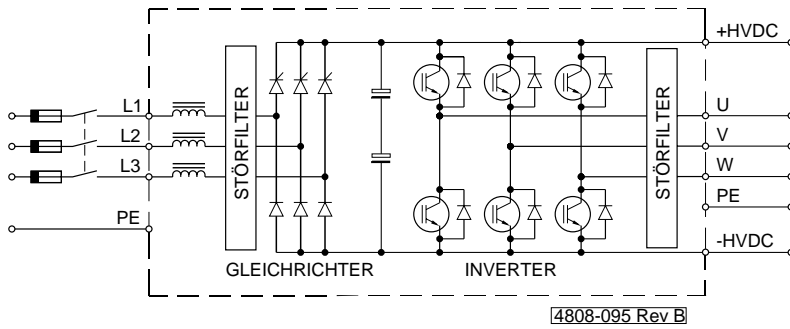 +HVDC
L1
L2
L3
PE
STÖRFILTER
GLEICHRICHTER
INVERTER
STÖRFILTER
U
V
W
PE
-HVDC
4808-095 Rev B